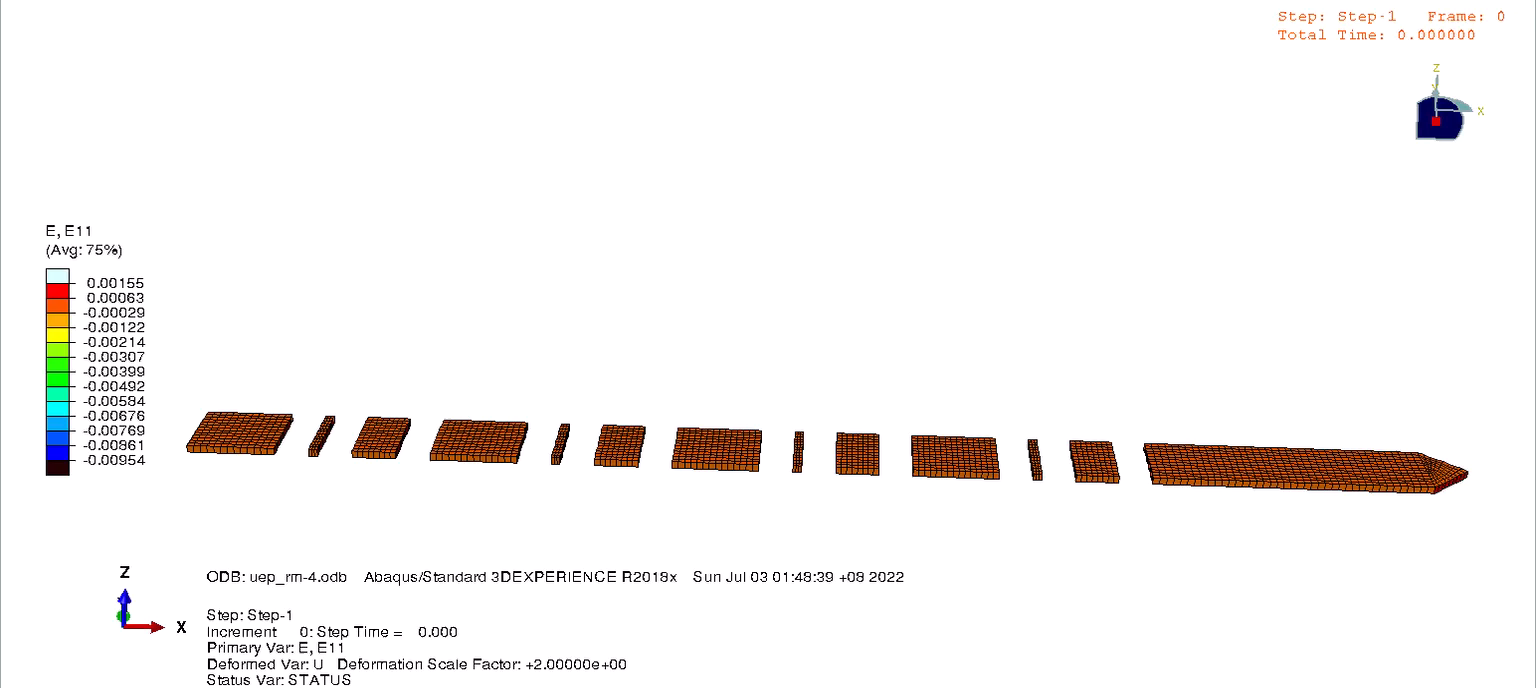 Step: Step-1 Frame: 0
Total Time: 0.000000
Z
Y
X
E, E11
(Avg: 75%)
0.00155
0.00063
-0.00029
-0.00122
-0.00214
-0.00307
-0.00399
-0.00492
-0.00584
-0.00676
-0.00769
-0.00861
-0.00954
Z
X
ODB: uep_rm-4.odb Abaqus/Standard 3DEXPERIENCE R2018x Sun Jul 03 01:48:39 +08 2022
Step: Step-1
Increment 0: Step Time = 0.000
Primary Var: E, E11
Deformed Var: U Deformation Scale Factor: +2.00000e+00
Status Var: STATUS